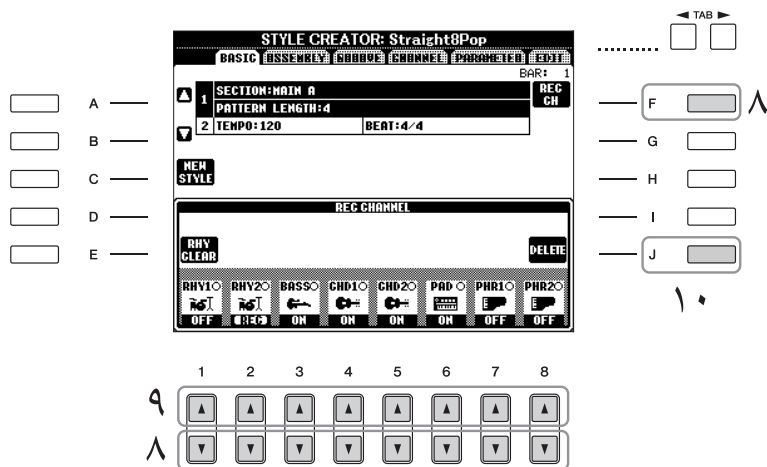 ◄ TAB ►
STYLE CREATOR: Straight8Pop
BASIC ASSEMBLY GROOVE CHANNEL PARAMETER EDIT
BAR: 1
A
1 SECTION:MAIN A
REC CH
F
٨
PATTERN LENGTH:4
B
2 TEMPO:120 BEAT:4/4
G
C
NEW STYLE
H
REC CHANNEL
D
I
E
RHY CLEAR
DELETE
J
١٠
RHY1 RHY2 BASS CHD1 CHD2 PAD PHR1 PHR2
OFF REC ON ON ON ON OFF OFF
1 2 3 4 5 6 7 8
٩
٨